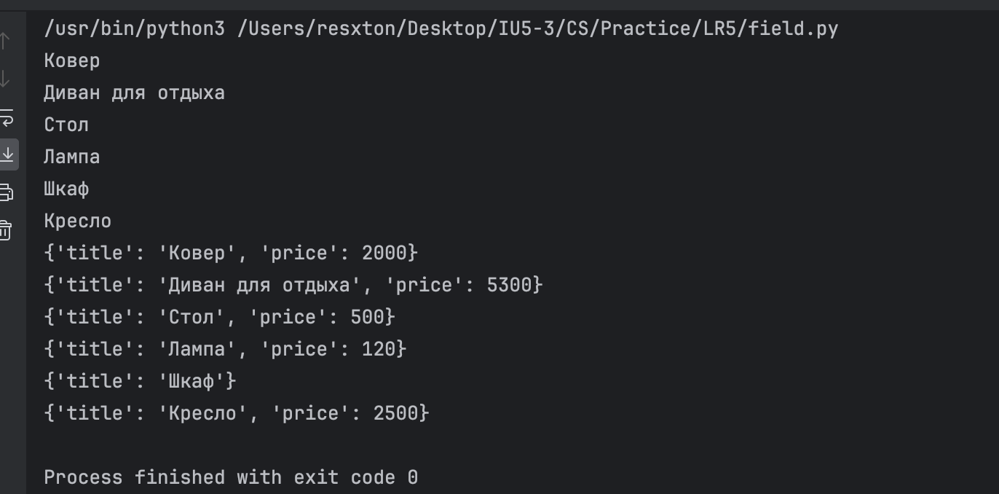 /usr/bin/python3 /Users/resxton/Desktop/IU5-3/CS/Practice/LR5/field.py
Ковер
Диван для отдыха
Стол
Лампа
Шкаф
Кресло
{'title': 'Ковер', 'price': 2000}
{'title': 'Диван для отдыха', 'price': 5300}
{'title': 'Стол', 'price': 500}
{'title': 'Лампа', 'price': 120}
{'title': 'Шкаф'}
{'title': 'Кресло', 'price': 2500}
Process finished with exit code 0